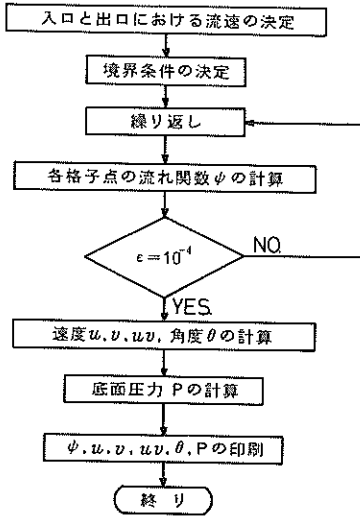 入口と出口における流速の決定
境界条件の決定
繰り返し
各格子点の流れ関数ψの計算
ε=10⁻⁴
NO.
YES.
速度u,v,uv,角度θの計算
底面圧力Pの計算
ψ,u,v,uv,θ,Pの印刷
終り